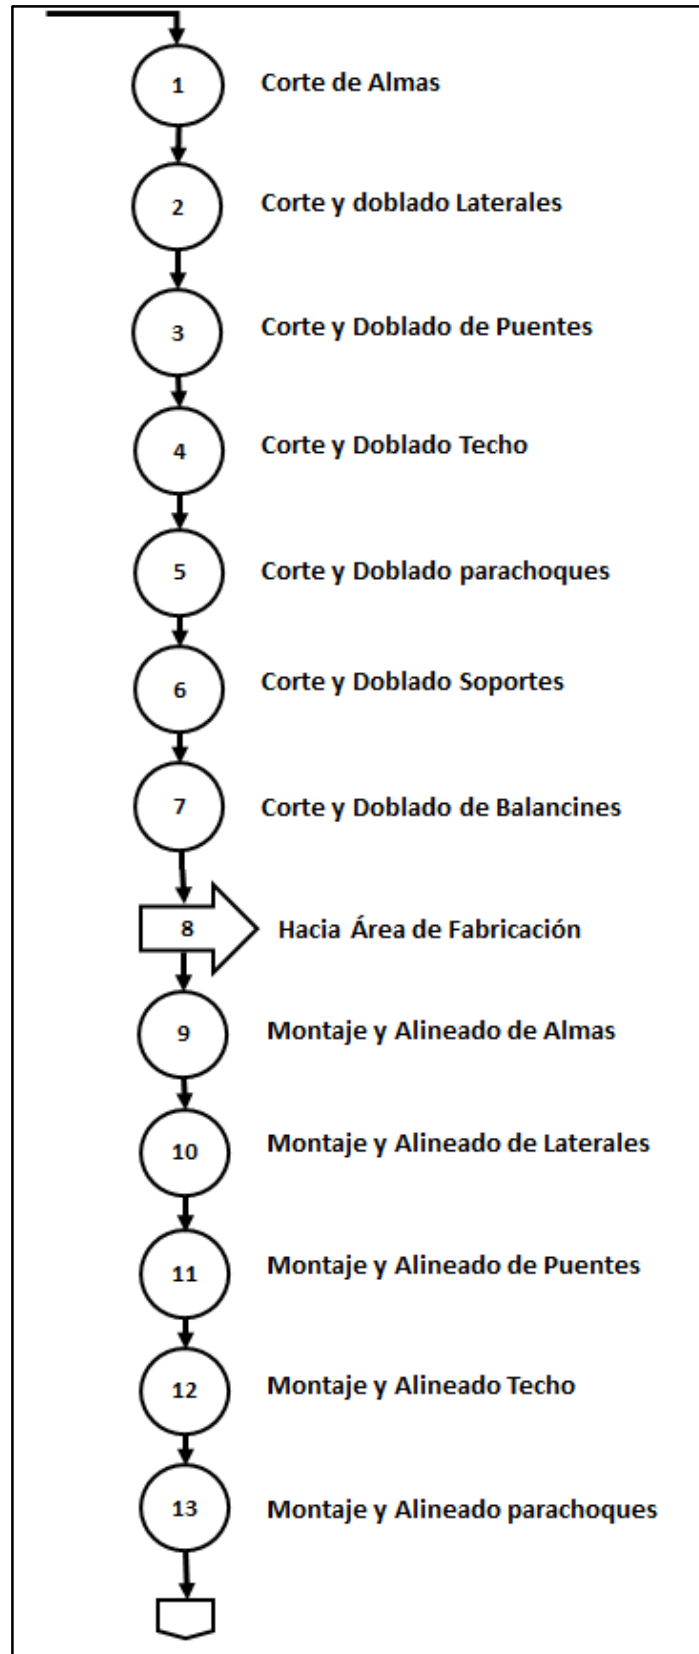 1 Corte de Almas
2 Corte y doblado Laterales
3 Corte y Doblado de Puentes
4 Corte y Doblado Techo
5 Corte y Doblado parachoques
6 Corte y Doblado Soportes
7 Corte y Doblado de Balancines
8 Hacia Área de Fabricación
9 Montaje y Alineado de Almas
10 Montaje y Alineado de Laterales
11 Montaje y Alineado de Puentes
12 Montaje y Alineado Techo
13 Montaje y Alineado parachoques